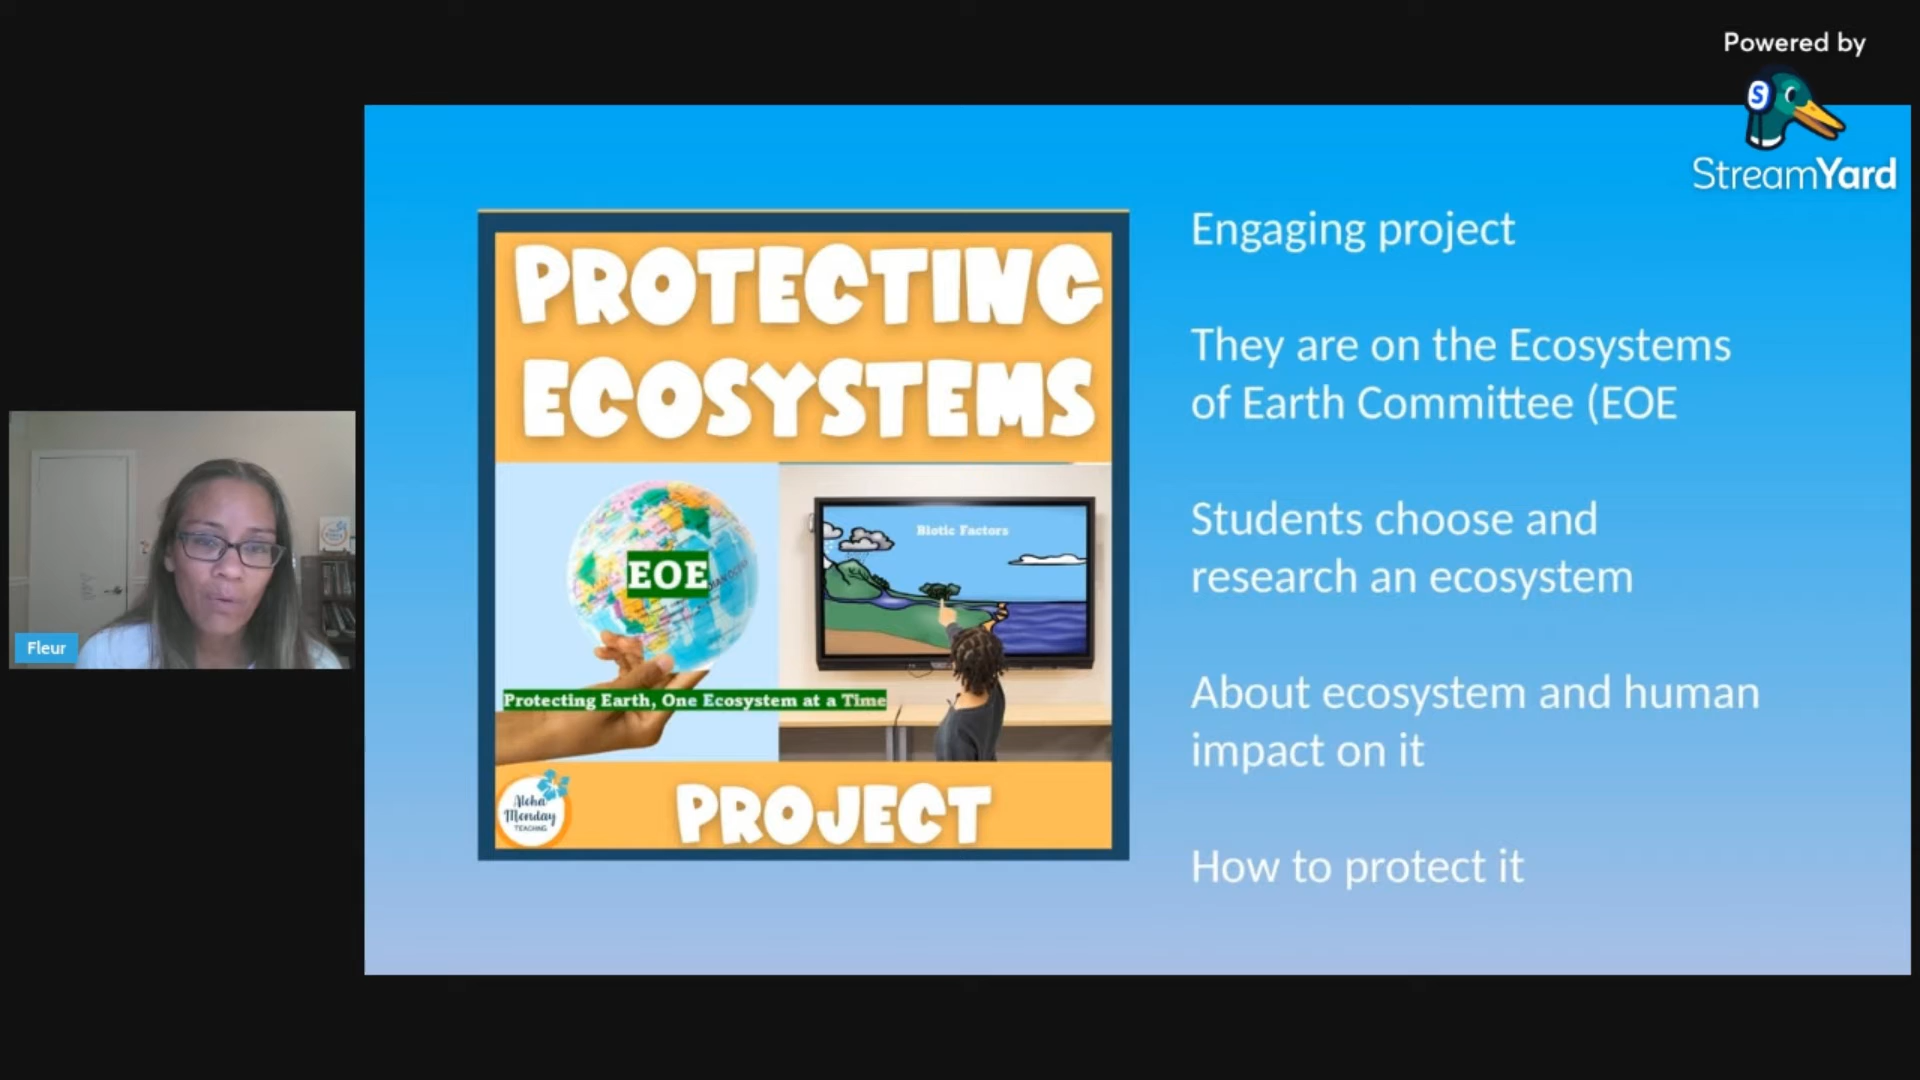 Powered by
StreamYard
PROTECTING
ECOSYSTEMS
EOE
Biotic Factors
Protecting Earth, One Ecosystem at a Time
Aloha
Monday
TEACHING
PROJECT
Engaging project
They are on the Ecosystems
of Earth Committee (EOE
Students choose and
research an ecosystem
About ecosystem and human
impact on it
How to protect it
Fleur